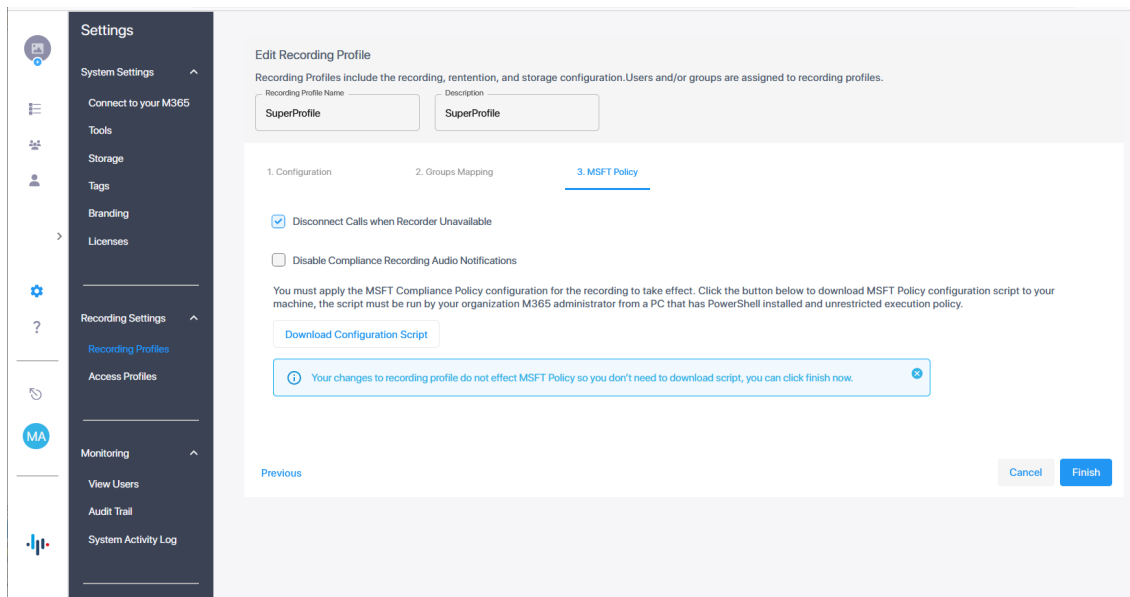 Settings
System Settings
Connect to your M365
Tools
Storage
Tags
Branding
Licenses
Recording Settings
Recording Profiles
Access Profiles
Monitoring
View Users
Audit Trail
System Activity Log
?
MA
Edit Recording Profile
Recording Profiles include the recording, rentention, and storage configuration.Users and/or groups are assigned to recording profiles.
Recording Profile Name
SuperProfile
Description
SuperProfile
1. Configuration
2. Groups Mapping
3. MSFT Policy
Disconnect Calls when Recorder Unavailable
Disable Compliance Recording Audio Notifications
You must apply the MSFT Compliance Policy configuration for the recording to take effect. Click the button below to download MSFT Policy configuration script to your
machine, the script must be run by your organization M365 administrator from a PC that has PowerShell installed and unrestricted execution policy.
Download Configuration Script
Your changes to recording profile do not effect MSFT Policy so you don't need to download script, you can click finish now.
Previous
Cancel
Finish